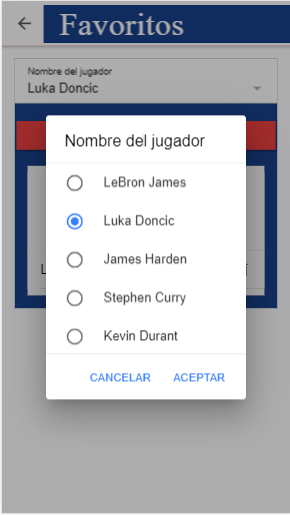 Favoritos
Nombre del jugador
Luka Doncic
Nombre del jugador
LeBron James
Luka Doncic
James Harden
Stephen Curry
Kevin Durant
CANCELAR ACEPTAR